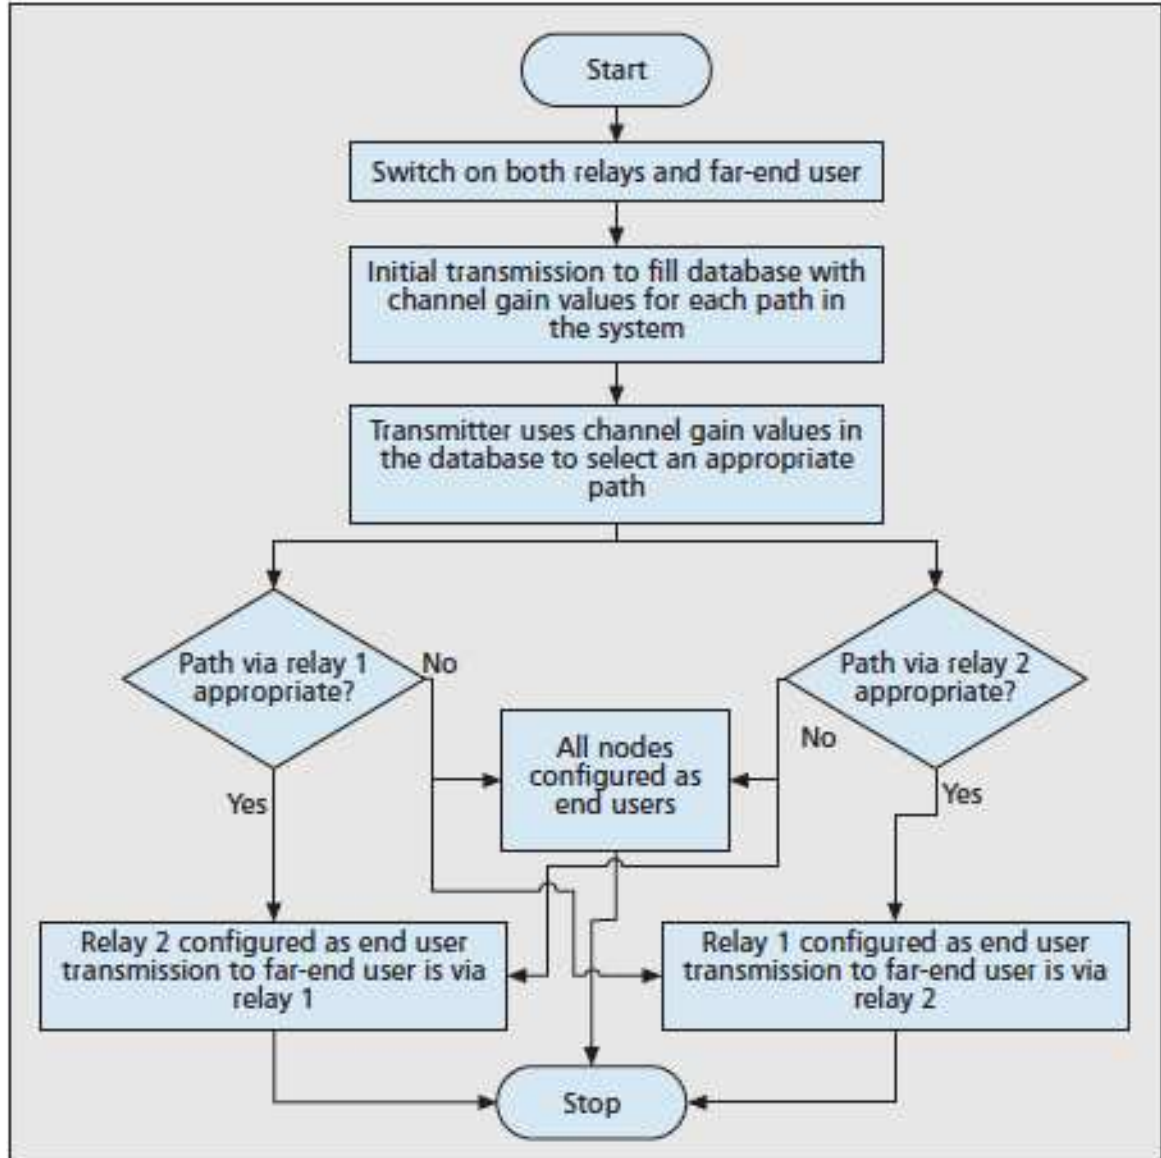 Start
Switch on both relays and far-end user
Initial transmission to fill database with
channel gain values for each path in
the system
Transmitter uses channel gain values in
the database to select an appropriate
path
Path via relay 1
appropriate?
No
Yes
Path via relay 2
appropriate?
No
Yes
All nodes
configured as
end users
Relay 2 configured as end user
transmission to far-end user is via
relay 1
Relay 1 configured as end user
transmission to far-end user is via
relay 2
Stop